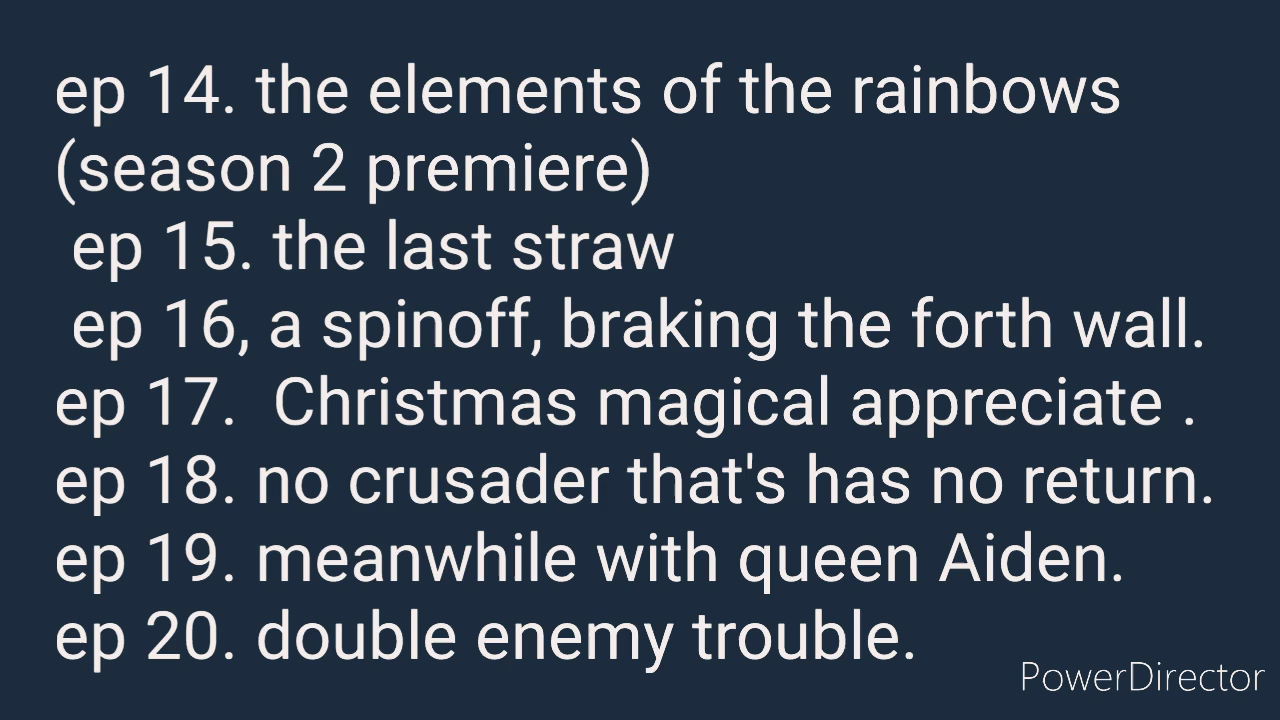 ep 14. the elements of the rainbows
(season 2 premiere)
ep 15. the last straw
ep 16, a spinoff, braking the forth wall.
ep 17.  Christmas magical appreciate .
ep 18. no crusader that's has no return.
ep 19. meanwhile with queen Aiden.
ep 20. double enemy trouble.
PowerDirector